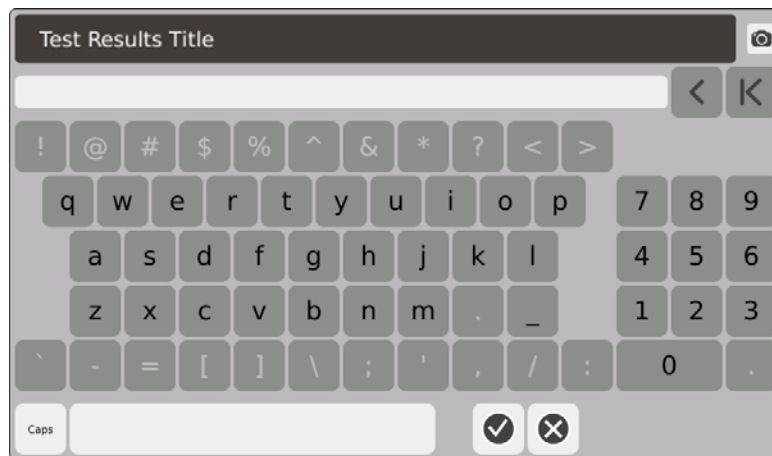 Test Results Title
! @ # $ % ^ & * ? < >
q w e r t y u i o p 7 8 9
a s d f g h j k l 4 5 6
z x c v b n m . _ 1 2 3
` - = [ ] \ ; ' , / : 0 .
Caps